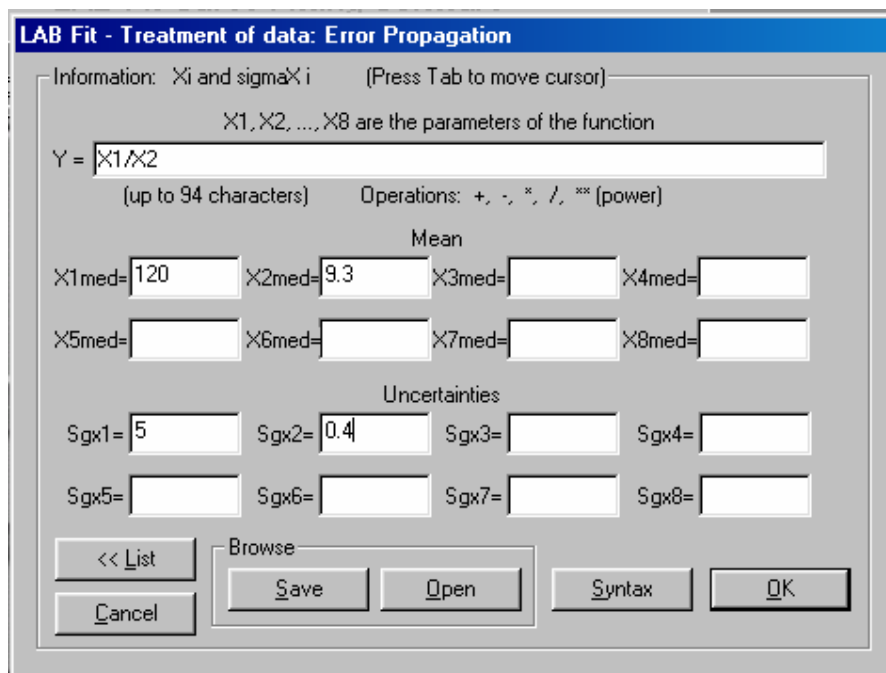 LAB Fit - Treatment of data: Error Propagation
Information: Xi and sigmaX i (Press Tab to move cursor)
X1, X2, ..., X8 are the parameters of the function
Y = X1/X2
(up to 94 characters) Operations: +, -, *, /, ** (power)
Mean
X1med= 120 X2med= 9.3 X3med= X4med=
X5med= X6med= X7med= X8med=
Uncertainties
Sgx1= 5 Sgx2= 0.4 Sgx3= Sgx4=
Sgx5= Sgx6= Sgx7= Sgx8=
<< List
Browse
Save Open Syntax OK
Cancel